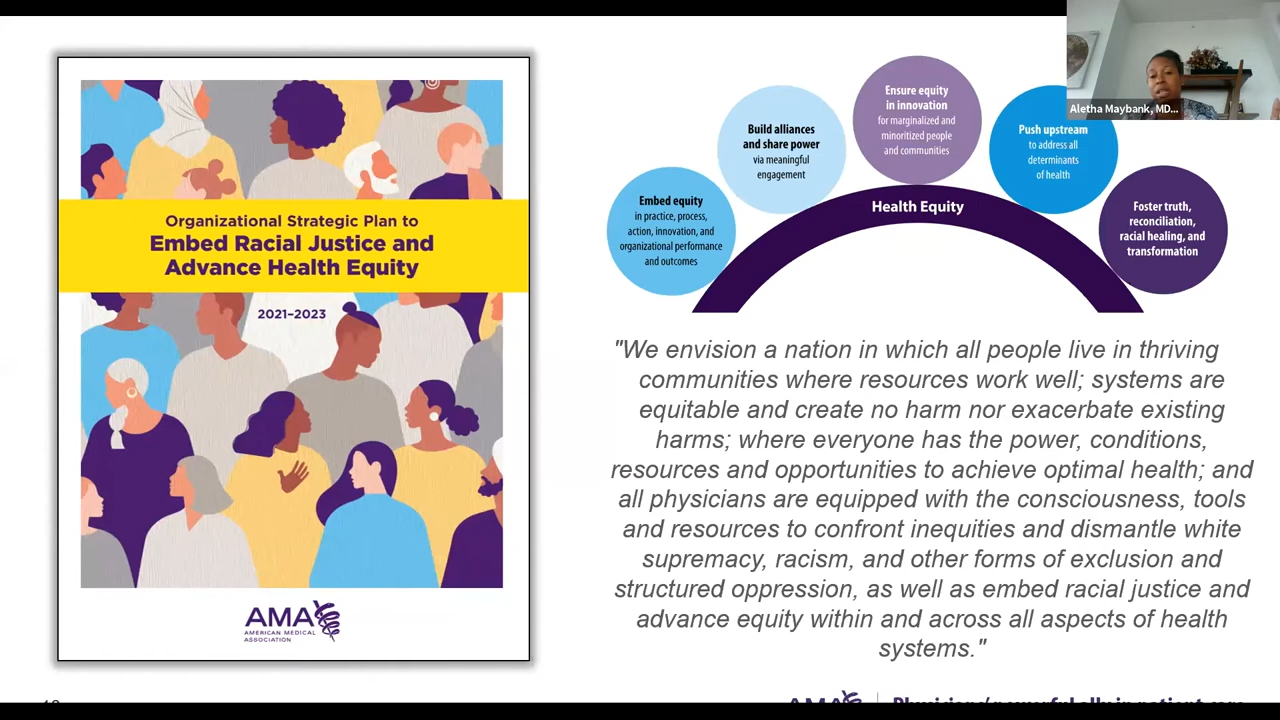 Organizational Strategic Plan to
Embed Racial Justice and
Advance Health Equity
2021–2023
AMA
AMERICAN MEDICAL
ASSOCIATION
Embed equity
in practice, process,
action, innovation, and
organizational performance
and outcomes
Build alliances
and share power
via meaningful
engagement
Ensure equity
in innovation
for marginalized and
minoritized people
and communities
Push upstream
to address all
determinants
of health
Foster truth,
reconciliation,
racial healing, and
transformation
Health Equity
Aletha Maybank, MD...
"We envision a nation in which all people live in thriving
communities where resources work well; systems are
equitable and create no harm nor exacerbate existing
harms; where everyone has the power, conditions,
resources and opportunities to achieve optimal health; and
all physicians are equipped with the consciousness, tools
and resources to confront inequities and dismantle white
supremacy, racism, and other forms of exclusion and
structured oppression, as well as embed racial justice and
advance equity within and across all aspects of health
systems."
AMA
Physicians' powerful ally in patient care